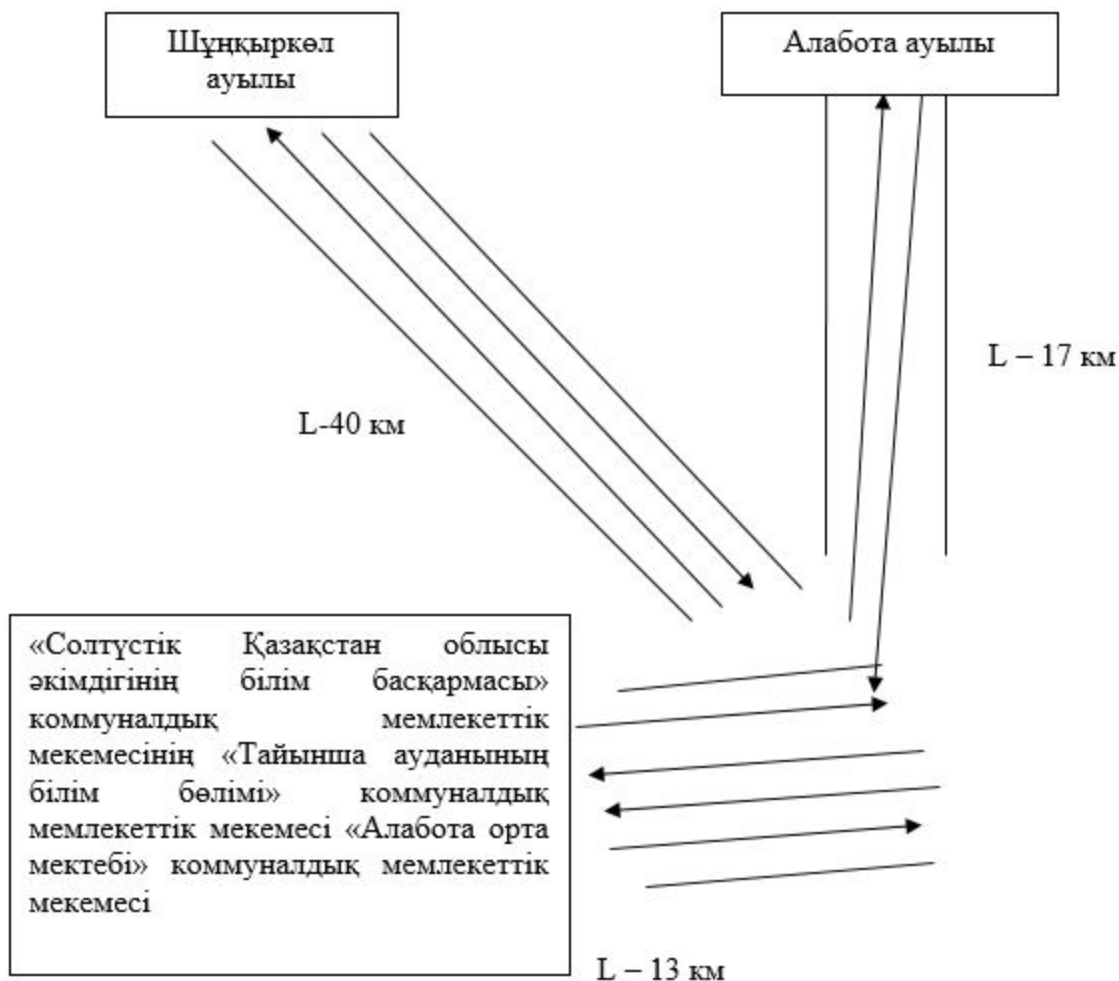 Шұңқыркөл
ауылы
Алабота ауылы
L – 17 км
L-40 км
«Солтүстік Қазақстан облысы
әкімдігінің білім басқармасы»
коммуналдық мемлекеттік
мекемесінің «Тайынша ауданының
білім бөлімі» коммуналдық
мемлекеттік мекемесі «Алабота орта
мектебі» коммуналдық мемлекеттік
мекемесі
L – 13 км